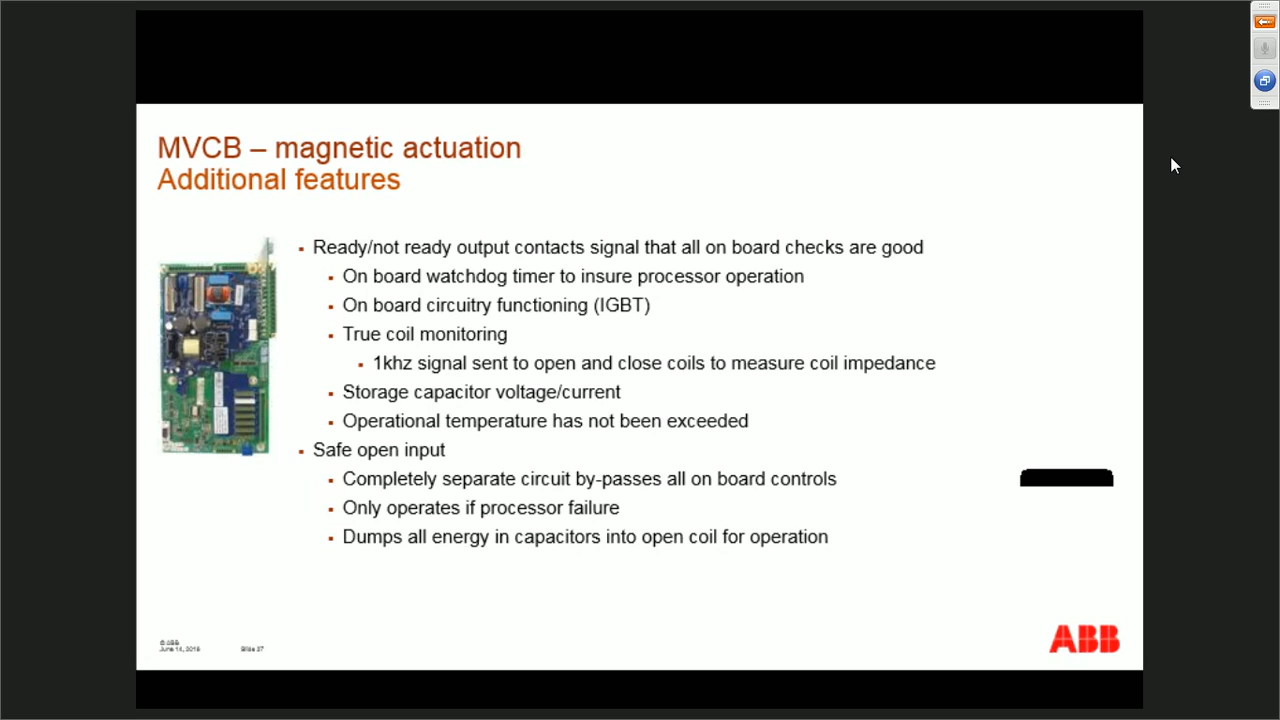 MVCB – magnetic actuation
Additional features
Ready/not ready output contacts signal that all on board checks are good
On board watchdog timer to insure processor operation
On board circuitry functioning (IGBT)
True coil monitoring
1khz signal sent to open and close coils to measure coil impedance
Storage capacitor voltage/current
Operational temperature has not been exceeded
Safe open input
Completely separate circuit by-passes all on board controls
Only operates if processor failure
Dumps all energy in capacitors into open coil for operation
© ABB
Slide 27
ABB